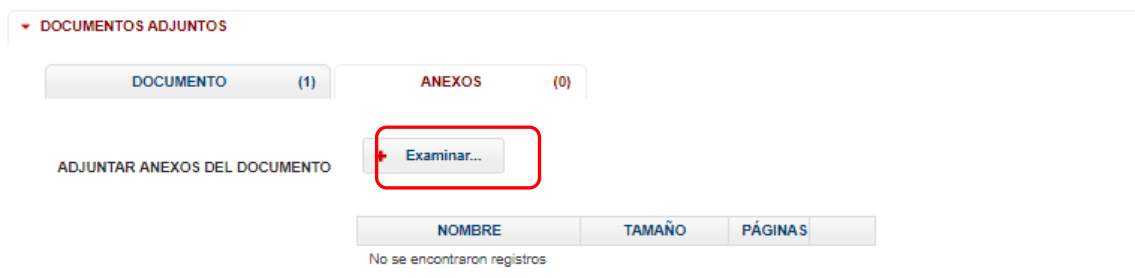 DOCUMENTOS ADJUNTOS
DOCUMENTO (1) ANEXOS (0)
ADJUNTAR ANEXOS DEL DOCUMENTO Examinar...
NOMBRE TAMAÑO PÁGINAS
No se encontraron registros